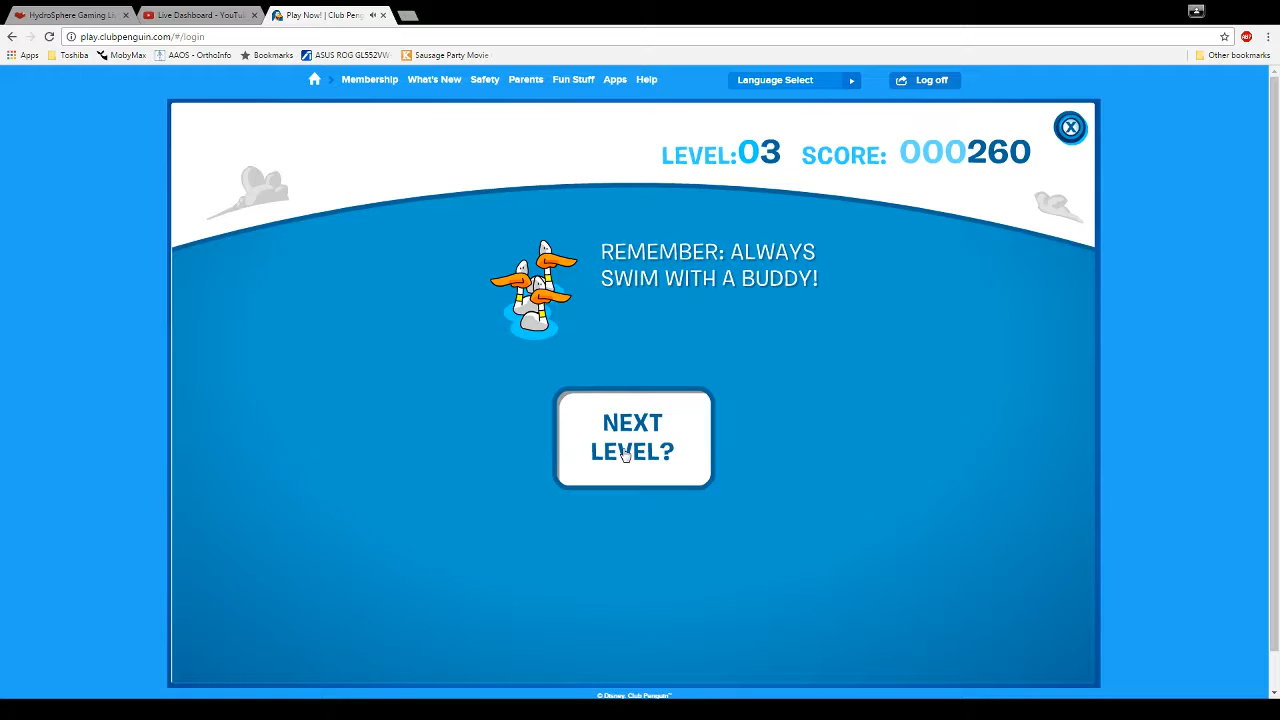 HydroSphere Gaming Li
Live Dashboard - YouTu
Play Now! | Club Peng
play.clubpenguin.com/#/login
Apps
Toshiba
MobyMax
AAOS - OrthoInfo
Bookmarks
ASUS ROG GL552VW-
Sausage Party Movie
Other bookmarks
Membership
What's New
Safety
Parents
Fun Stuff
Apps
Help
Language Select
Log off
LEVEL:03 SCORE: 000260
REMEMBER: ALWAYS
SWIM WITH A BUDDY!
NEXT
LEVEL?
© Disney. Club Penguin™